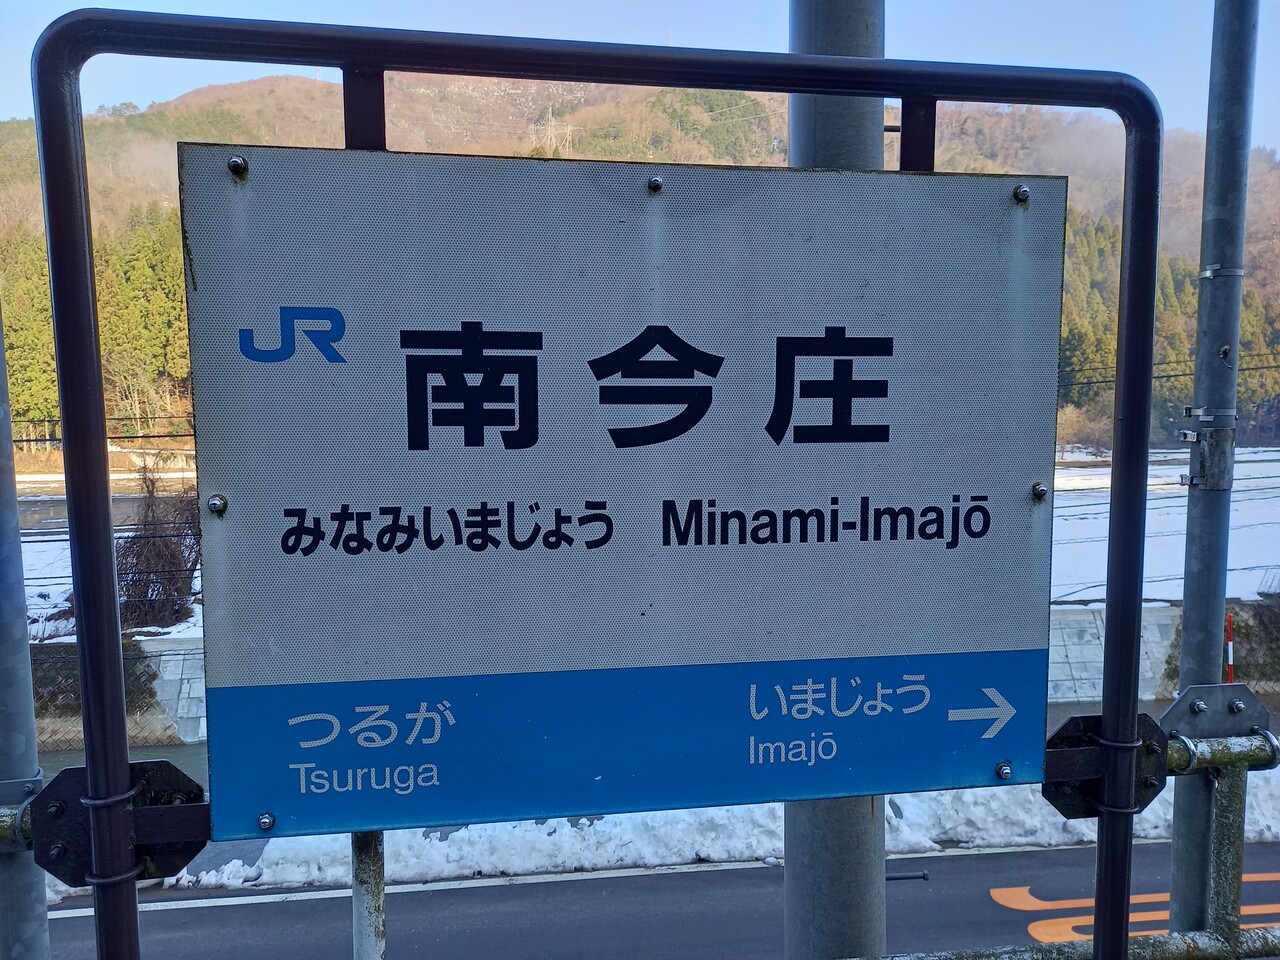 JR 南今庄
みなみいまじょう Minami-Imajō
つるが
Tsuruga
いまじょう →
Imajō